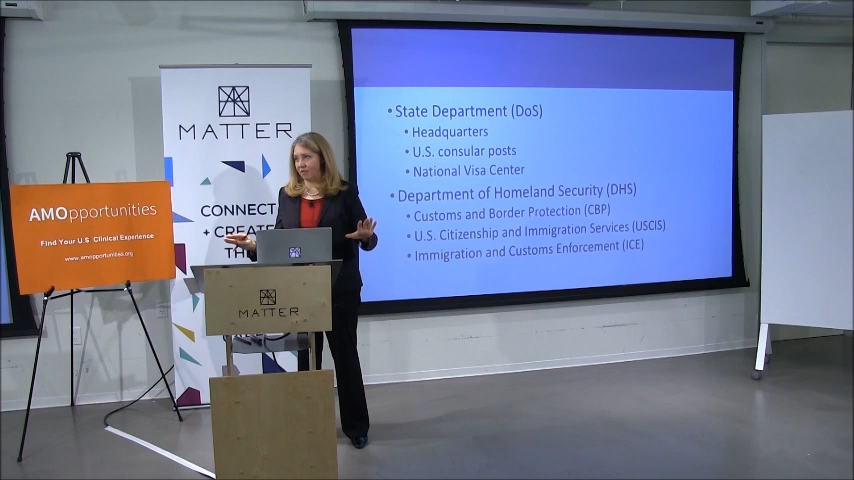 AMOpportunities
Find Your U.S. Clinical Experience
www.amopportunities.org
MATTER
CONNECT
+ CREATE
THE
MATTER
• State Department (DoS)
• Headquarters
• U.S. consular posts
• National Visa Center
• Department of Homeland Security (DHS)
• Customs and Border Protection (CBP)
• U.S. Citizenship and Immigration Services (USCIS)
• Immigration and Customs Enforcement (ICE)